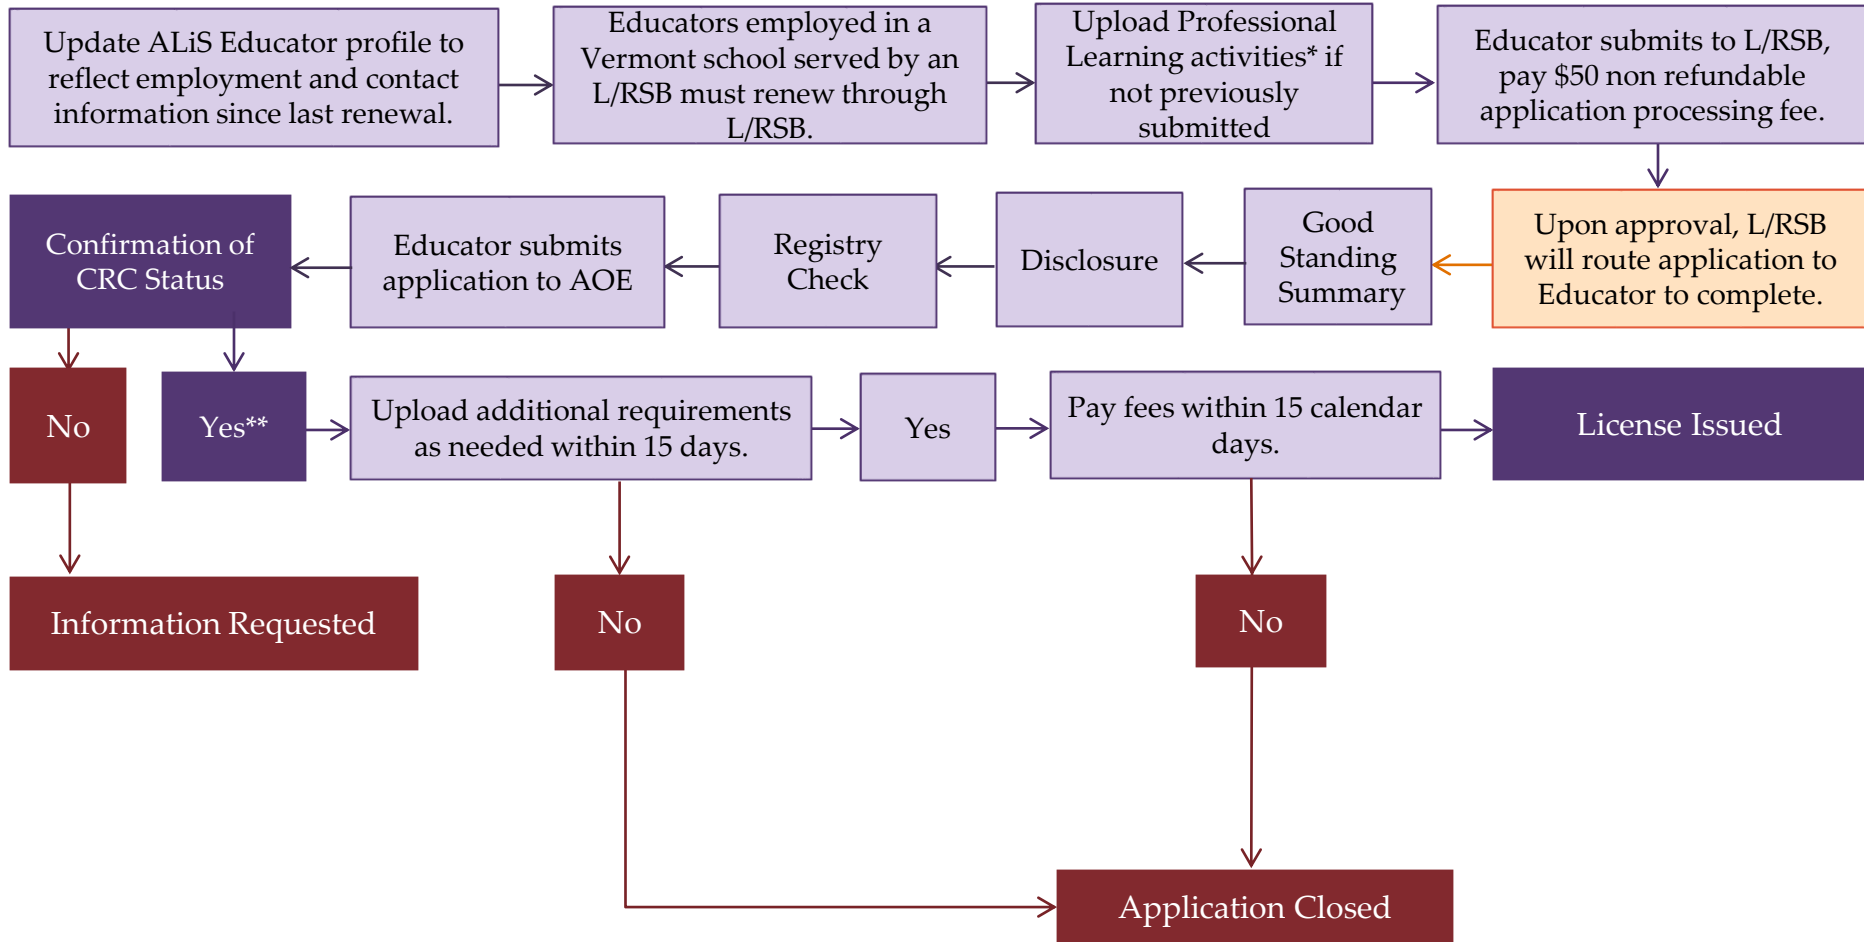 Update ALiS Educator profile to
reflect employment and contact
information since last renewal.
Educators employed in a
Vermont school served by an
L/RSB must renew through
L/RSB.
Upload Professional
Learning activities* if
not previously
submitted
Educator submits to L/RSB,
pay $50 non refundable
application processing fee.
Upon approval, L/RSB
will route application to
Educator to complete.
Good
Standing
Summary
Disclosure
Registry
Check
Educator submits
application to AOE
Confirmation of
CRC Status
No
Yes**
Upload additional requirements
as needed within 15 days.
Yes
Pay fees within 15 calendar
days.
License Issued
Information Requested
No
No
Application Closed